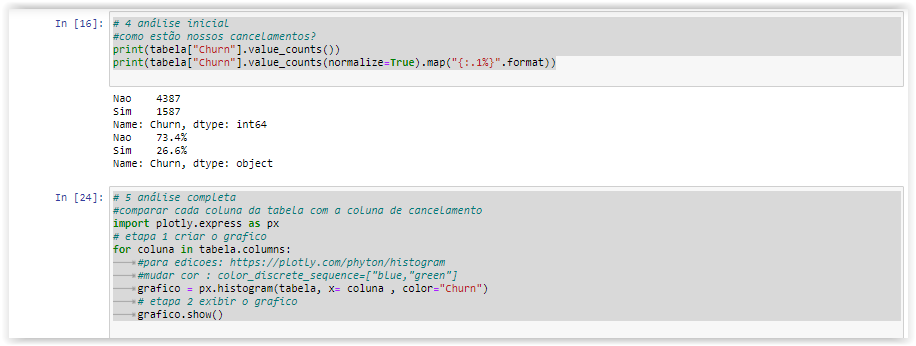 In [16]: # 4 análise inicial
#como estão nossos cancelamentos?
print(tabela["Churn"].value_counts())
print(tabela["Churn"].value_counts(normalize=True).map("{:.1%}".format))
Nao    4387
Sim    1587
Name: Churn, dtype: int64
Nao    73.4%
Sim    26.6%
Name: Churn, dtype: object
In [24]: # 5 análise completa
#comparar cada coluna da tabela com a coluna de cancelamento
import plotly.express as px
# etapa 1 criar o grafico
for coluna in tabela.columns:
#para edicoes: https://plotly.com/phyton/histogram
#mudar cor : color_discrete_sequence=["blue,"green"]
grafico = px.histogram(tabela, x= coluna , color="Churn")
# etapa 2 exibir o grafico
grafico.show()